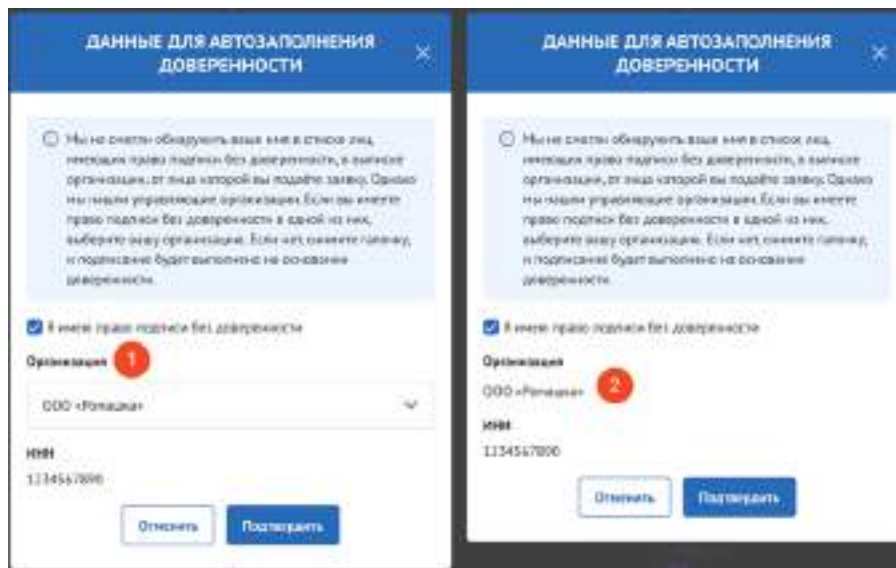 ДАННЫЕ ДЛЯ АВТОЗАПОЛНЕНИЯ
ДОВЕРЕННОСТИ
Мы не смогли обнаружить ваше имя в списке лиц,
имеющих право подписи без доверенности, в выписке
организации, от лица которой вы подаёте заявку. Однако
мы нашли управляющие организации. Если вы имеете
право подписи без доверенности в одной из них,
выберите вашу организацию. Если нет, снимите галочку,
и подписание будет выполнено на основании
доверенности.
Я имею право подписи без доверенности
Организация
1
ООО «Ромашка»
ИНН
1234567890
Отменить
Подтвердить
ДАННЫЕ ДЛЯ АВТОЗАПОЛНЕНИЯ
ДОВЕРЕННОСТИ
Мы не смогли обнаружить ваше имя в списке лиц,
имеющих право подписи без доверенности, в выписке
организации, от лица которой вы подаёте заявку. Однако
мы нашли управляющие организации. Если вы имеете
право подписи без доверенности в одной из них,
выберите вашу организацию. Если нет, снимите галочку,
и подписание будет выполнено на основании
доверенности.
Я имею право подписи без доверенности
Организация
ООО «Ромашка»
2
ИНН
1234567890
Отменить
Подтвердить